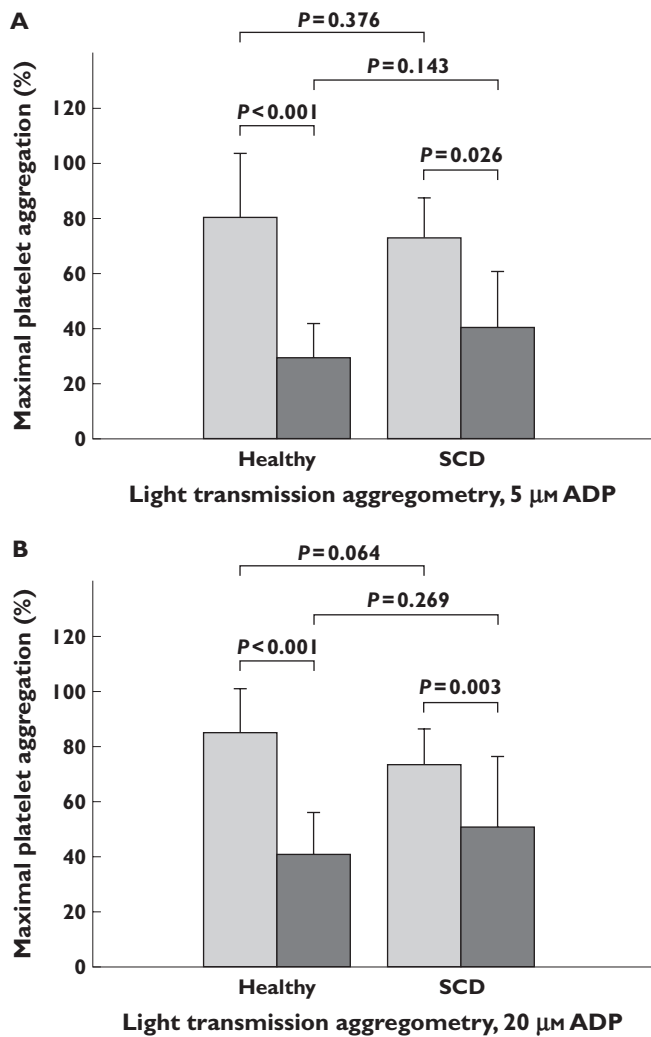 A
P=0.376
P=0.143
P<0.001
P=0.026
Maximal platelet aggregation (%)
120
100
80
60
40
20
0
Healthy SCD
Light transmission aggregometry, 5 μM ADP
B
P=0.064
P=0.269
P<0.001
P=0.003
Maximal platelet aggregation (%)
120
100
80
60
40
20
0
Healthy SCD
Light transmission aggregometry, 20 μM ADP